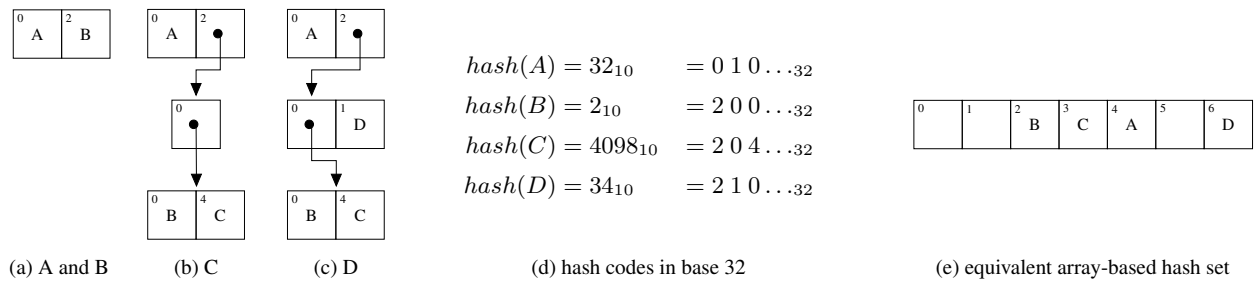 0 A 2 B
0 A 2
0
0 B 4 C
0 A 2
0 1 D
0 B 4 C
hash(A) = 32₁₀ = 0 1 0 …₃₂
hash(B) = 2₁₀ = 2 0 0 …₃₂
hash(C) = 4098₁₀ = 2 0 4 …₃₂
hash(D) = 34₁₀ = 2 1 0 …₃₂
0 1 2 B 3 C 4 A 5 6 D
(a) A and B
(b) C
(c) D
(d) hash codes in base 32
(e) equivalent array-based hash set